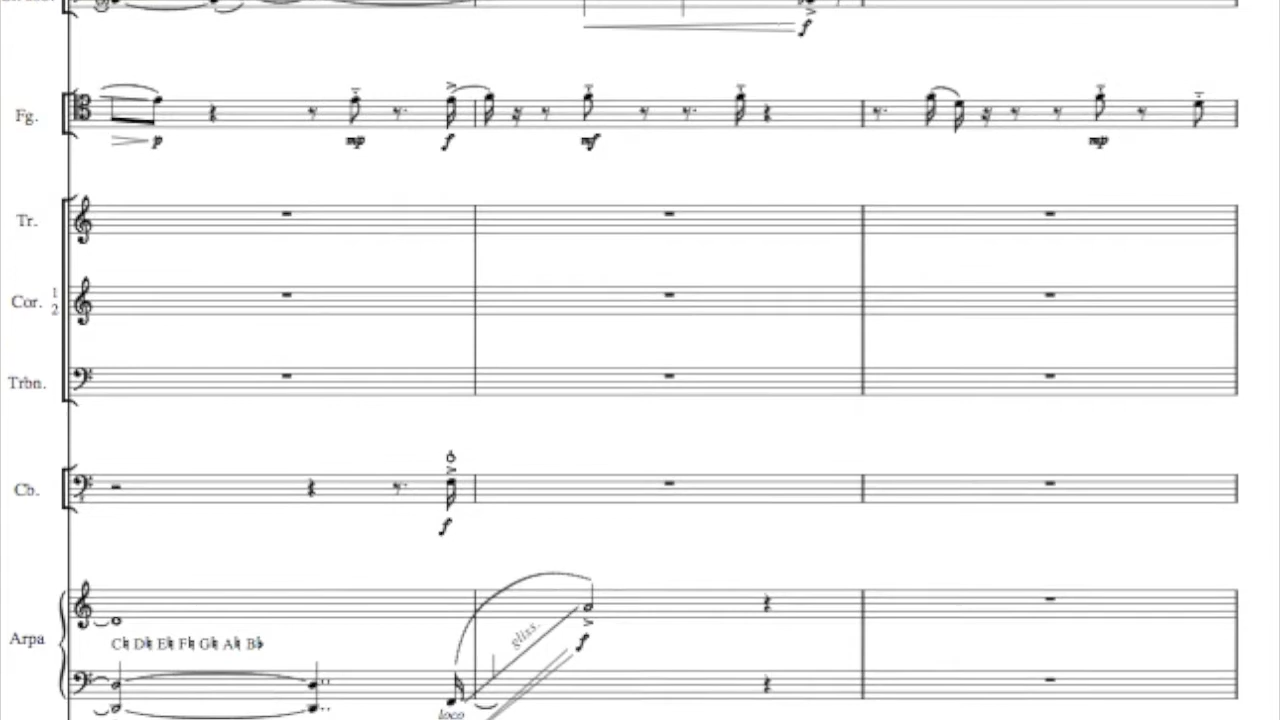 f
Fg.
p mp f mf mp
Tr.
Cor. 1 2
Trbn.
Cb.
f
gliss.
f
Arpa
C♮ D♮ E♮ F♮ G♮ A♮ B♭
loco